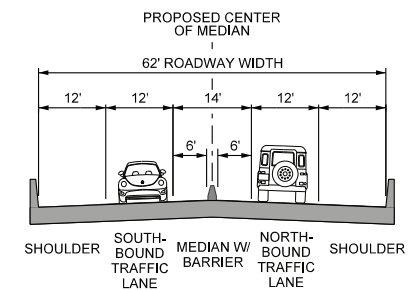 PROPOSED CENTER
OF MEDIAN
62' ROADWAY WIDTH
12' 12' 14' 12' 12'
6' 6'
SHOULDER
SOUTH-
BOUND
TRAFFIC
LANE
MEDIAN W/
BARRIER
NORTH-
BOUND
TRAFFIC
LANE
SHOULDER